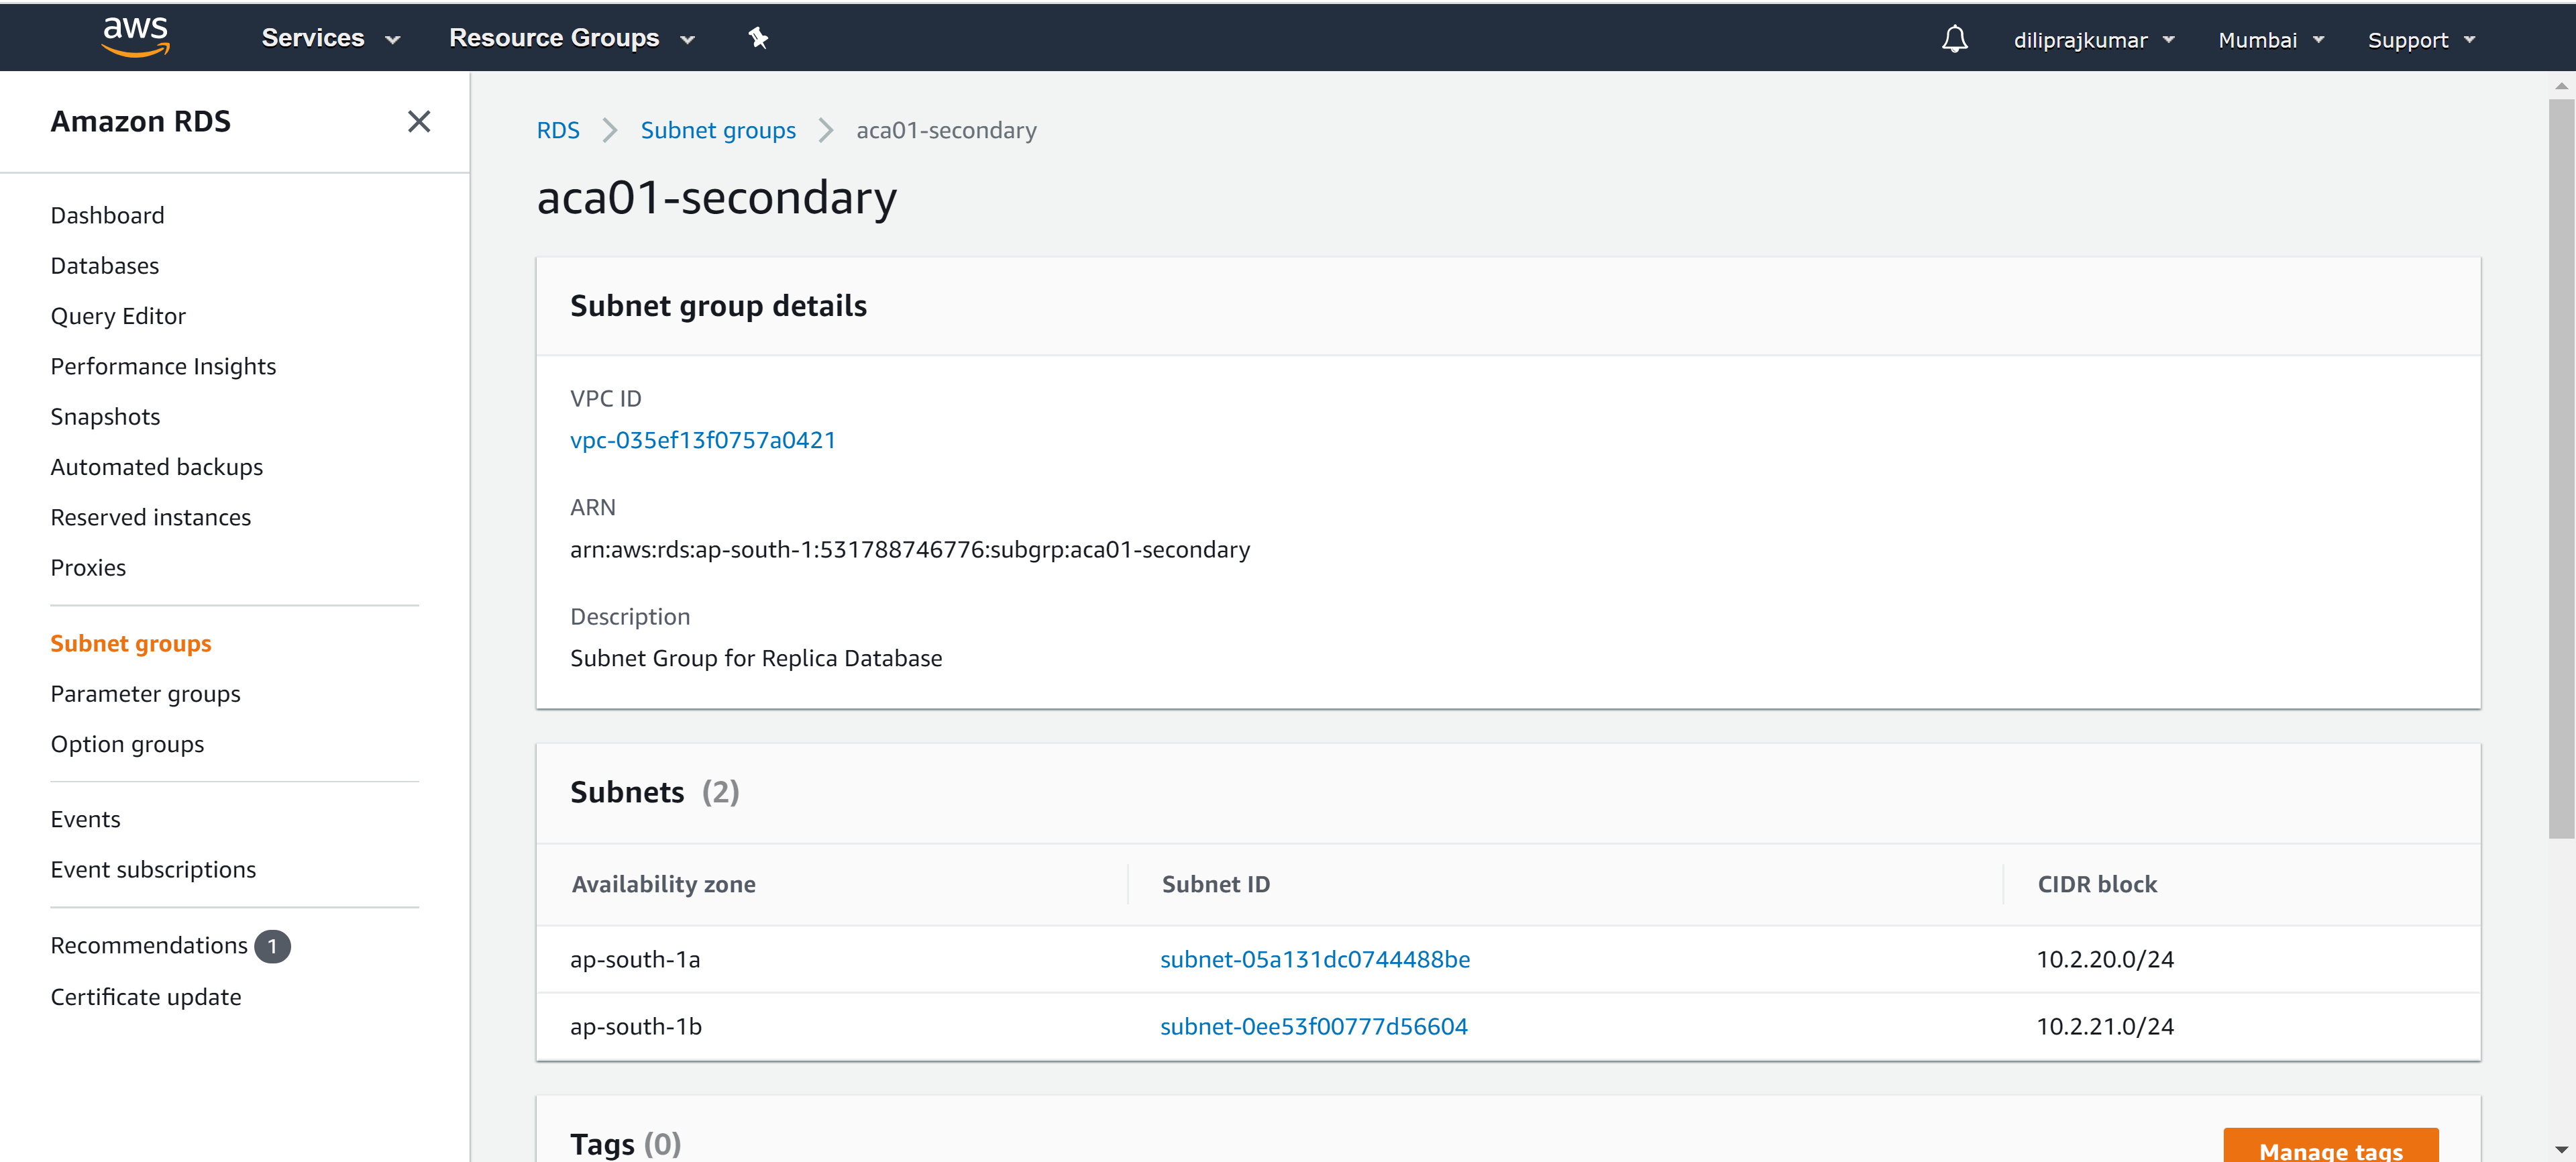 aws Services Resource Groups diliprajkumar Mumbai Support
Amazon RDS
Dashboard
Databases
Query Editor
Performance Insights
Snapshots
Automated backups
Reserved instances
Proxies
Subnet groups
Parameter groups
Option groups
Events
Event subscriptions
Recommendations 1
Certificate update
RDS Subnet groups aca01-secondary
aca01-secondary
Subnet group details
VPC ID
vpc-035ef13f0757a0421
ARN
arn:aws:rds:ap-south-1:531788746776:subgrp:aca01-secondary
Description
Subnet Group for Replica Database
Subnets (2)
Availability zone Subnet ID CIDR block
ap-south-1a subnet-05a131dc0744488be 10.2.20.0/24
ap-south-1b subnet-0ee53f00777d56604 10.2.21.0/24
Tags (0) Manage tags